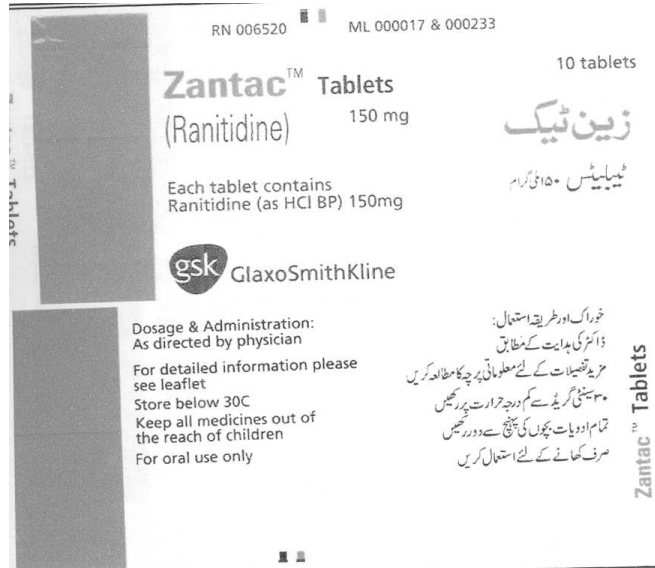 RN 006520 ML 000017 & 000233
10 tablets
Zantac™ Tablets
(Ranitidine) 150 mg
زین ٹیک
ٹیبلیٹس ۱۵۰ ملی گرام
Each tablet contains
Ranitidine (as HCl BP) 150mg
gsk GlaxoSmithKline
Dosage & Administration:
As directed by physician
For detailed information please
see leaflet
Store below 30C
Keep all medicines out of
the reach of children
For oral use only
خوراک اور طریقہ استعمال:
ڈاکٹر کی ہدایت کے مطابق
مزید تفصیلات کے لئے معلوماتی پرچہ کا مطالعہ کریں
۳۰ سینٹی گریڈ سے کم درجہ حرارت پر رکھیں
تمام ادویات بچوں کی پہنچ سے دور رکھیں
صرف کھانے کے لئے استعمال کریں
Zantac™ Tablets
Tablets